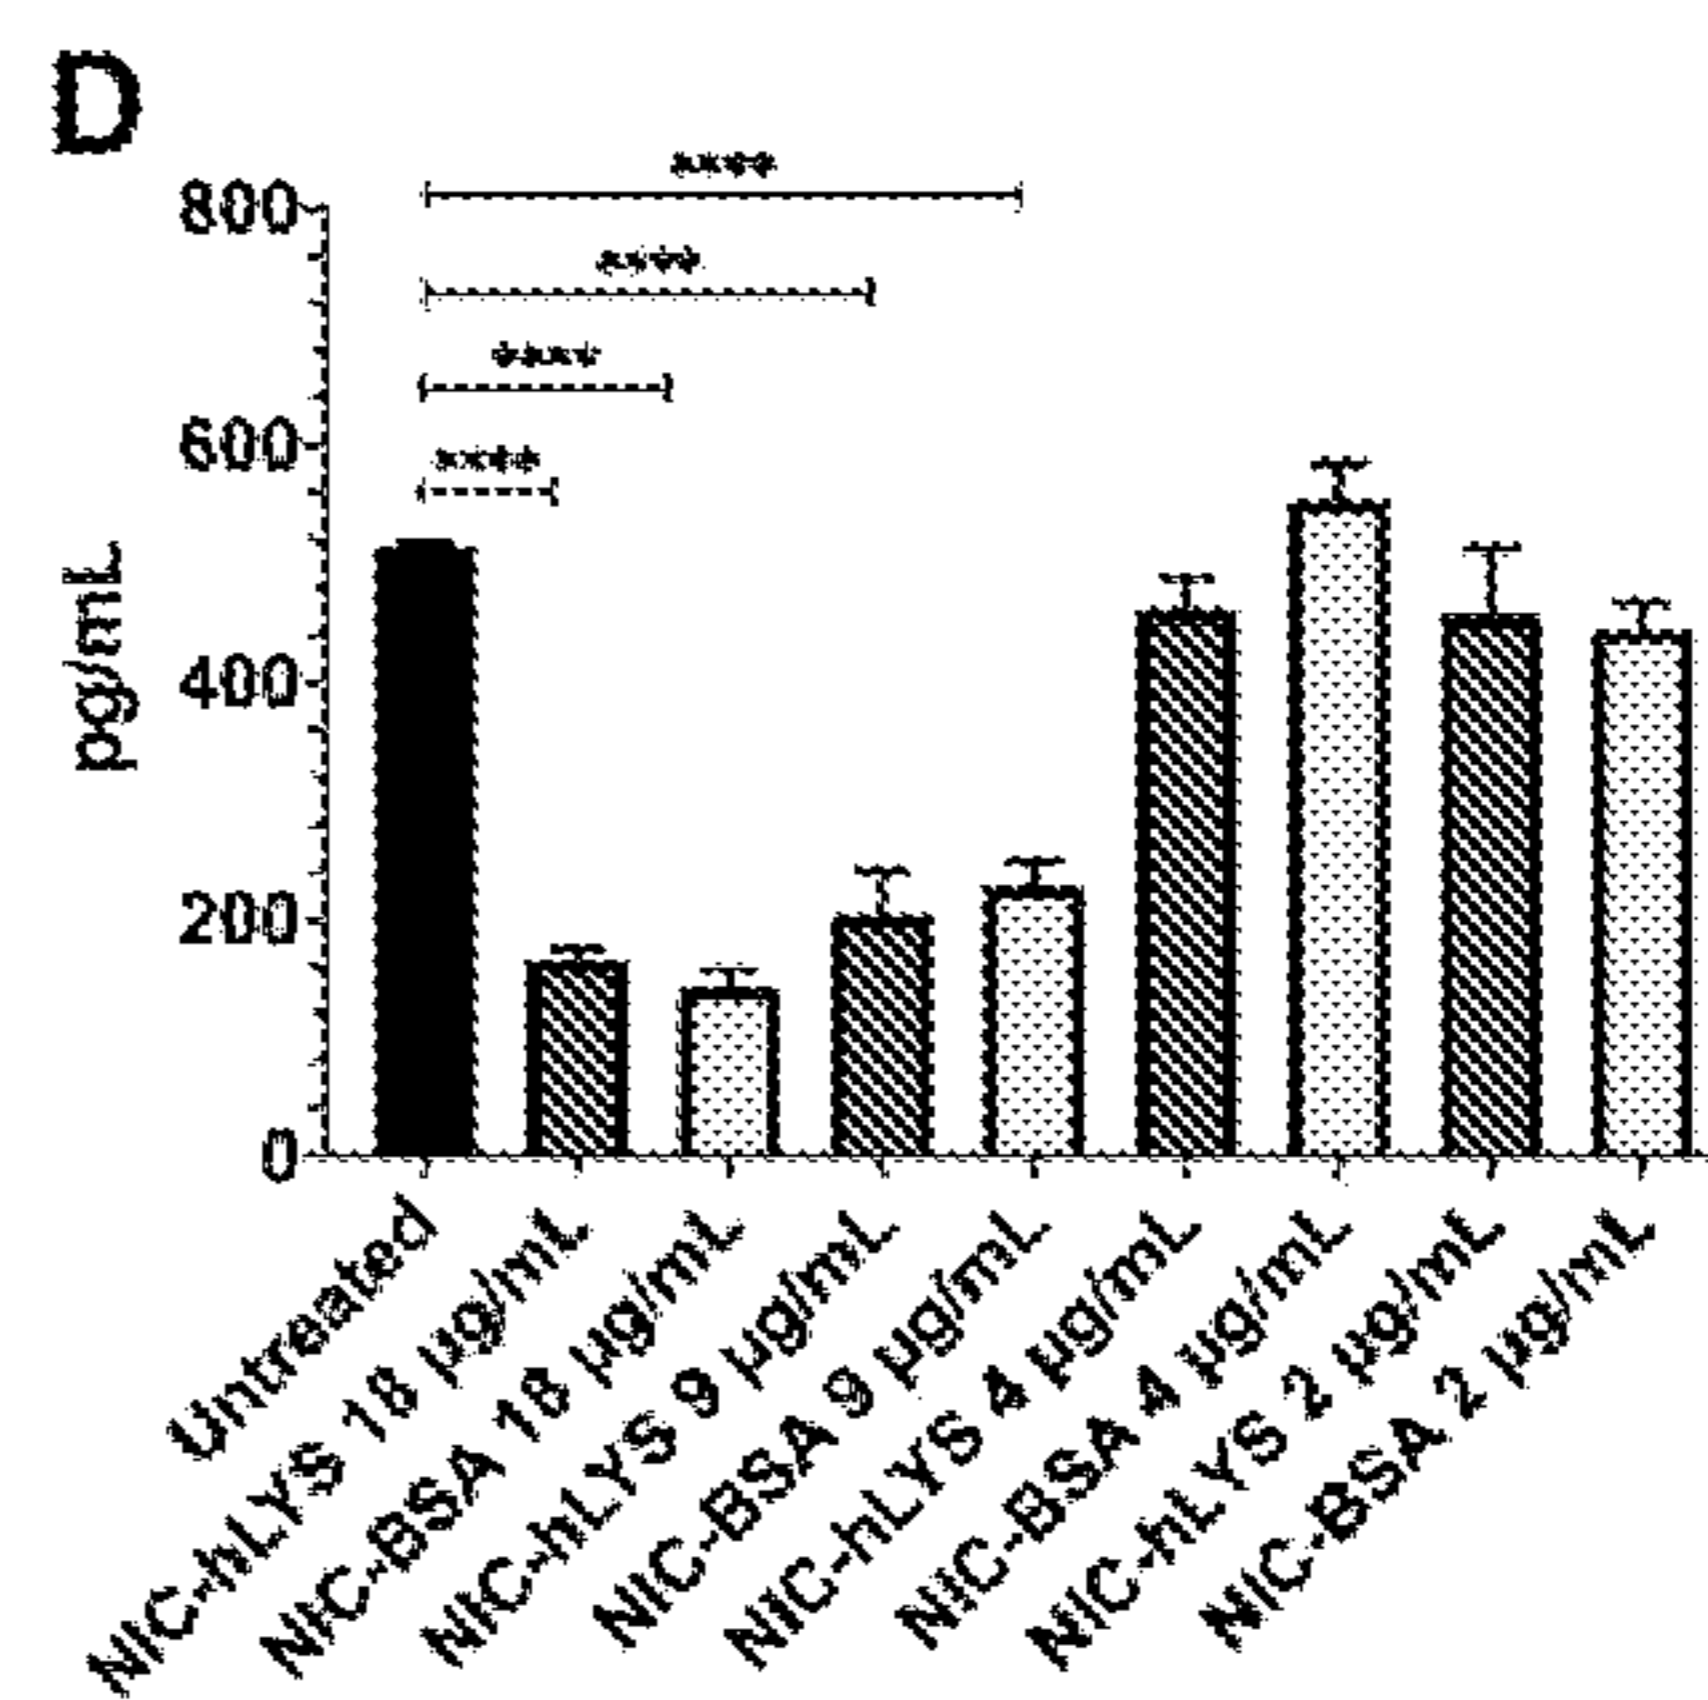 D
800
600
400
200
0
pg/mL
****
****
****
****
Untreated
NIC-hLYS 18 µg/mL
NIC-BSA 18 µg/mL
NIC-hLYS 9 µg/mL
NIC-BSA 9 µg/mL
NIC-hLYS 4 µg/mL
NIC-BSA 4 µg/mL
NIC-hLYS 2 µg/mL
NIC-BSA 2 µg/mL